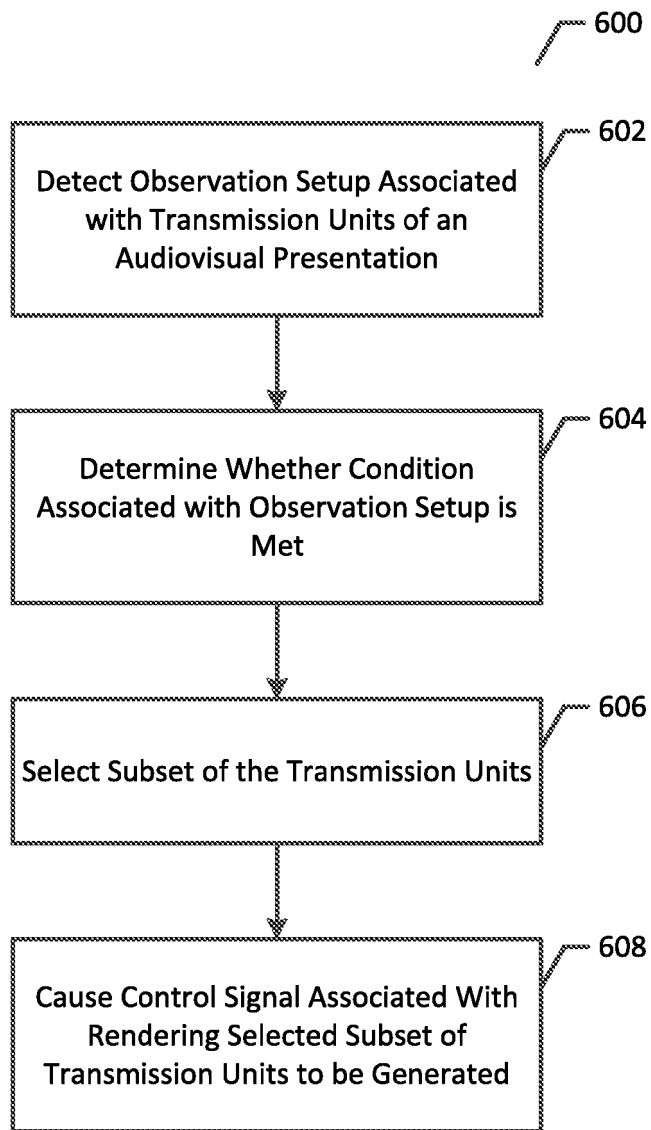 600
602
Detect Observation Setup Associated
with Transmission Units of an
Audiovisual Presentation
604
Determine Whether Condition
Associated with Observation Setup is
Met
606
Select Subset of the Transmission Units
608
Cause Control Signal Associated With
Rendering Selected Subset of
Transmission Units to be Generated